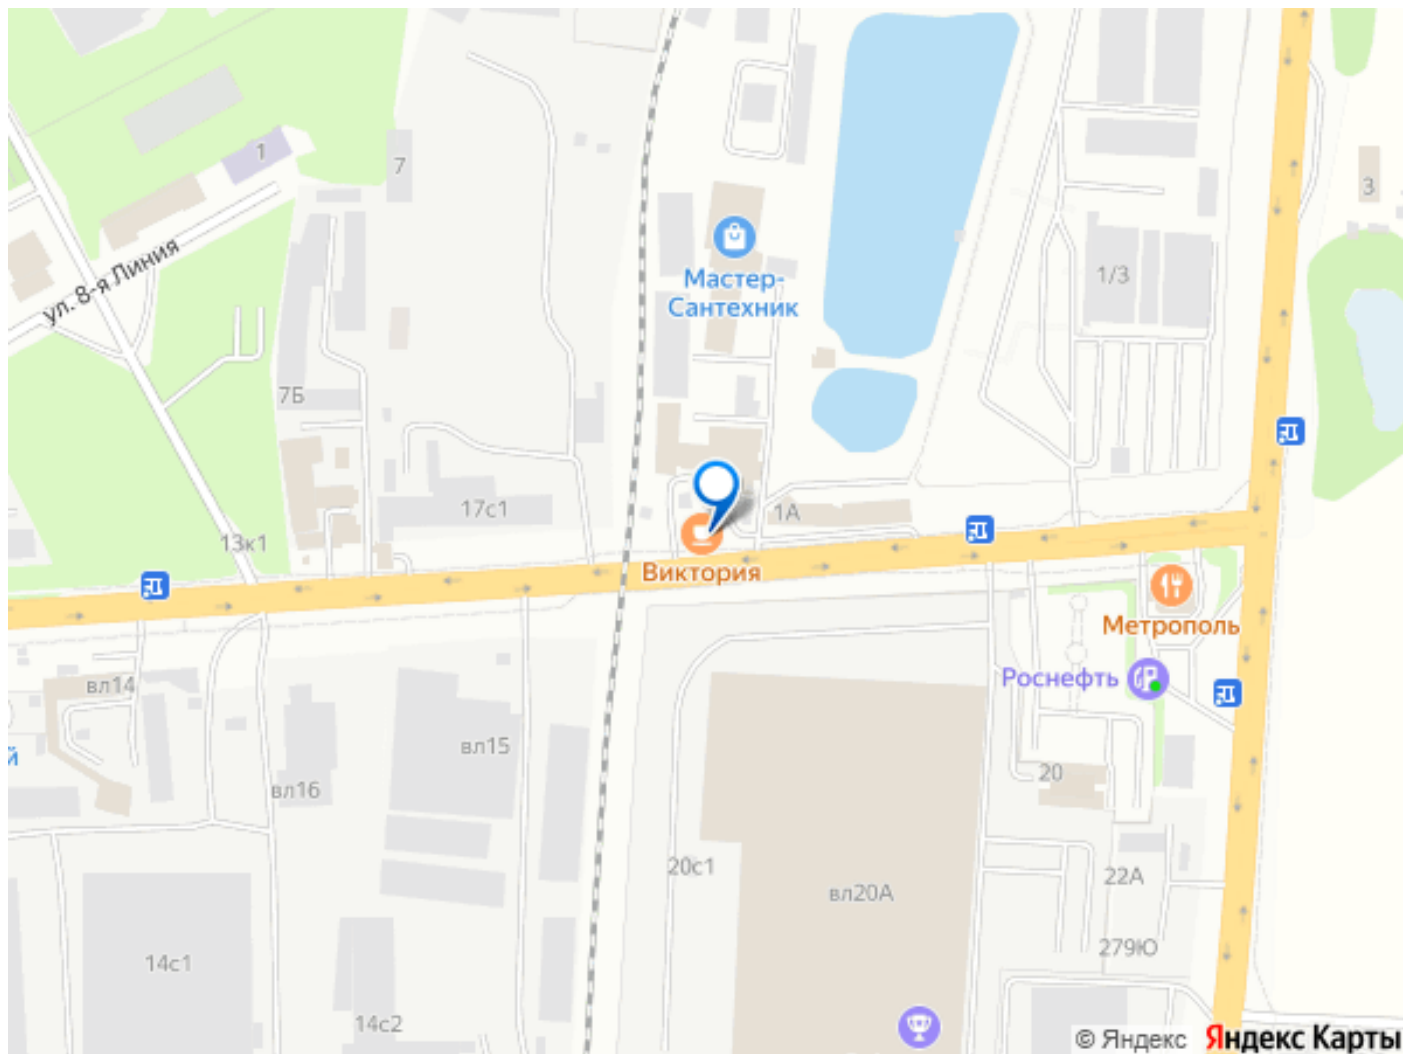 1
7
3
ул. 8-я Линия
Мастер-
Сантехник
1/3
7Б
17с1
1А
13к1
Виктория
Метрополь
Роснефть
вл14
й
вл15
вл16
20
20с1
22А
вл20А
279Ю
14с1
14с2
© Яндекс Яндекс Карты